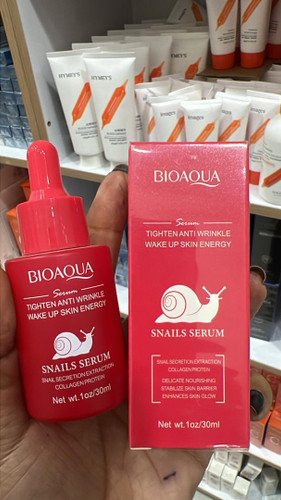 HYMEYS
HYMEYS
BIOAQUA
Serum
TIGHTEN ANTI WRINKLE
WAKE UP SKIN ENERGY
SNAILS SERUM
SNAIL SECRETION EXTRACTION
COLLAGEN PROTEIN
Net wt.1oz/30ml
BIOAQUA
Serum
TIGHTEN ANTI WRINKLE
WAKE UP SKIN ENERGY
SNAILS SERUM
SNAIL SECRETION EXTRACTION,
COLLAGEN PROTEIN
DELICATE NOURISHING
STABILIZE SKIN BARRIER
ENHANCES SKIN GLOW
Net wt.1oz/30ml